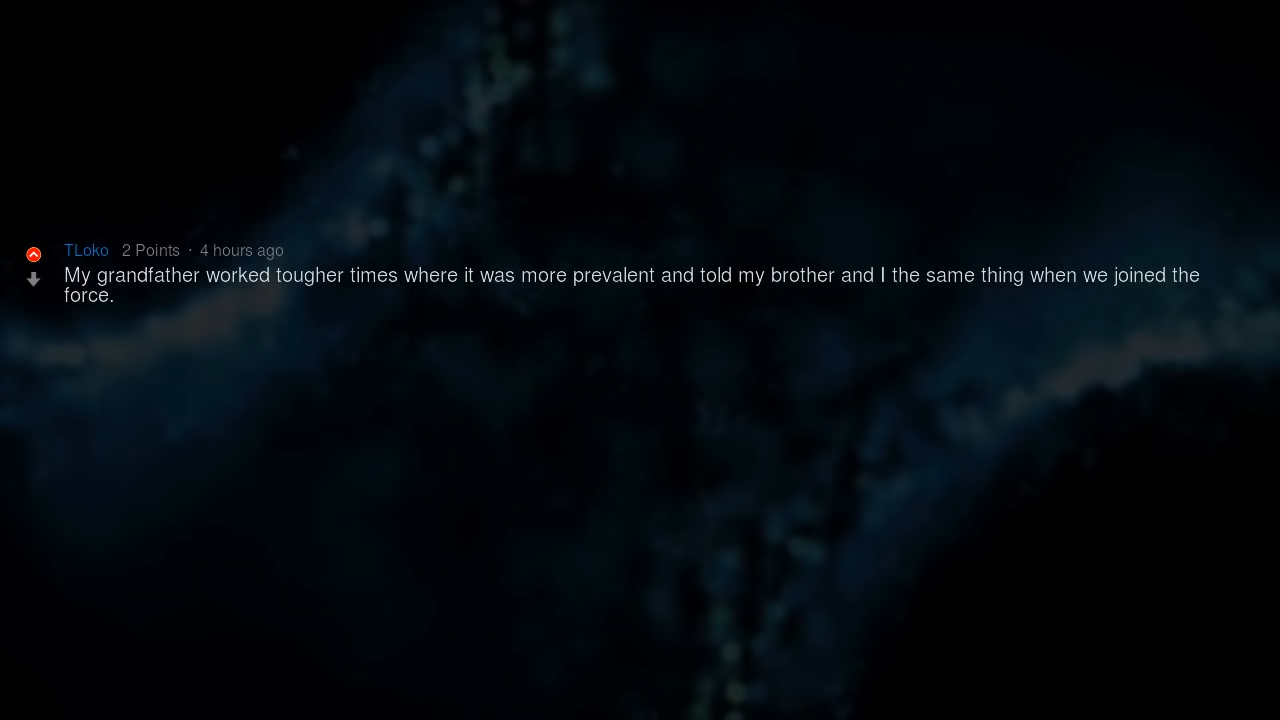 TLoko 2 Points · 4 hours ago
My grandfather worked tougher times where it was more prevalent and told my brother and I the same thing when we joined the
force.